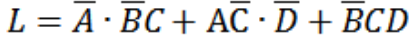 L = A̅ · B̅C + AC̅ · D̅ + B̅CD